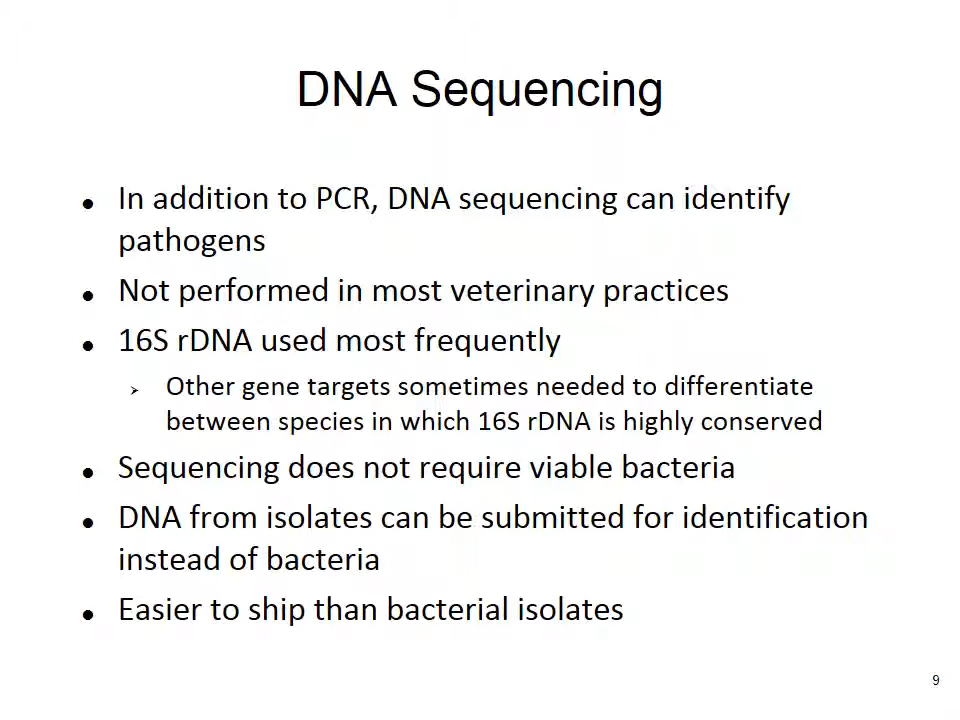 DNA Sequencing
• In addition to PCR, DNA sequencing can identify
pathogens
• Not performed in most veterinary practices
• 16S rDNA used most frequently
➢ Other gene targets sometimes needed to differentiate
between species in which 16S rDNA is highly conserved
• Sequencing does not require viable bacteria
• DNA from isolates can be submitted for identification
instead of bacteria
• Easier to ship than bacterial isolates
9